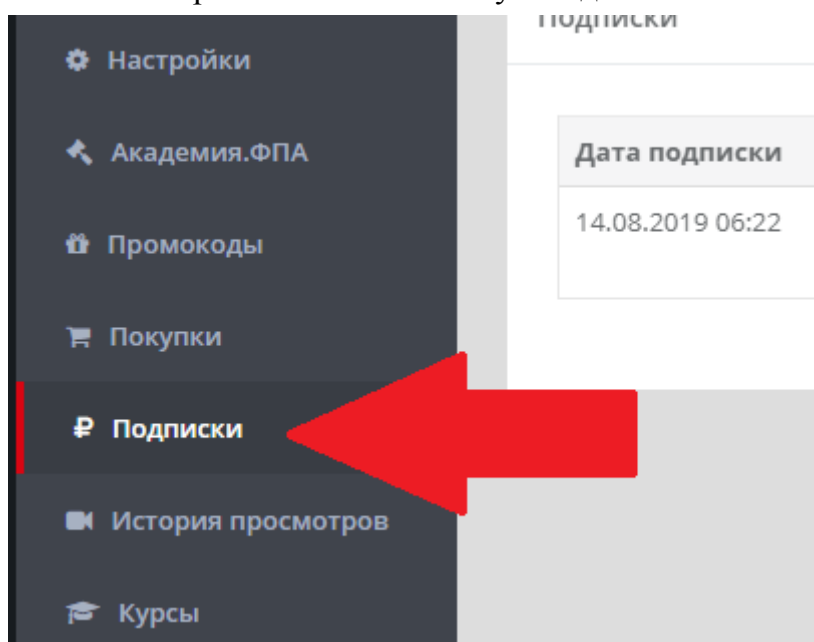 Подписки
Настройки
Академия.ФПА
Дата подписки
14.08.2019 06:22
Промокоды
Покупки
₽ Подписки
История просмотров
Курсы